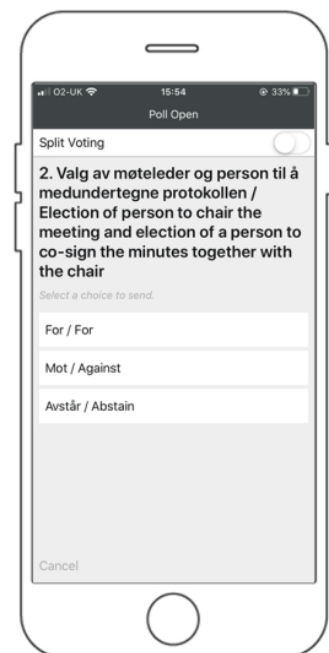 O2-UK 15:54 33%
Poll Open
Split Voting
2. Valg av møteleder og person til å
medundertegne protokollen /
Election of person to chair the
meeting and election of a person to
co-sign the minutes together with
the chair
Select a choice to send.
For / For
Mot / Against
Avstår / Abstain
Cancel